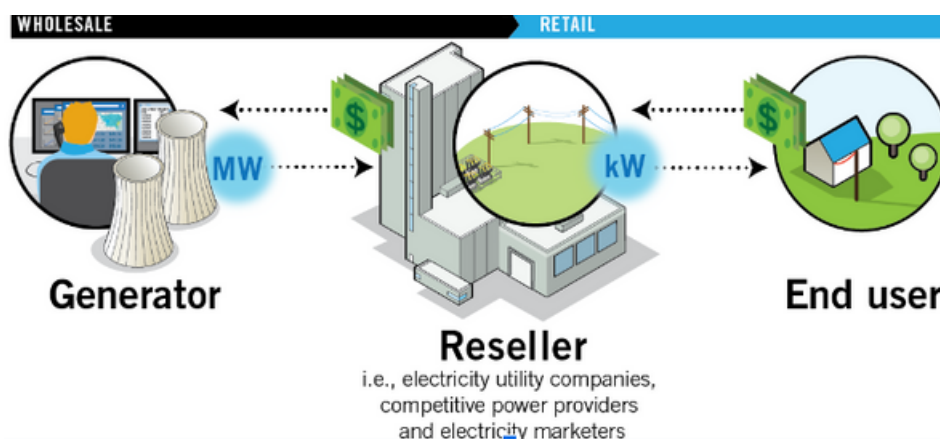 WHOLESALE
RETAIL
$
$
MW
kW
Generator
End user
Reseller
i.e., electricity utility companies,
competitive power providers
and electricity marketers